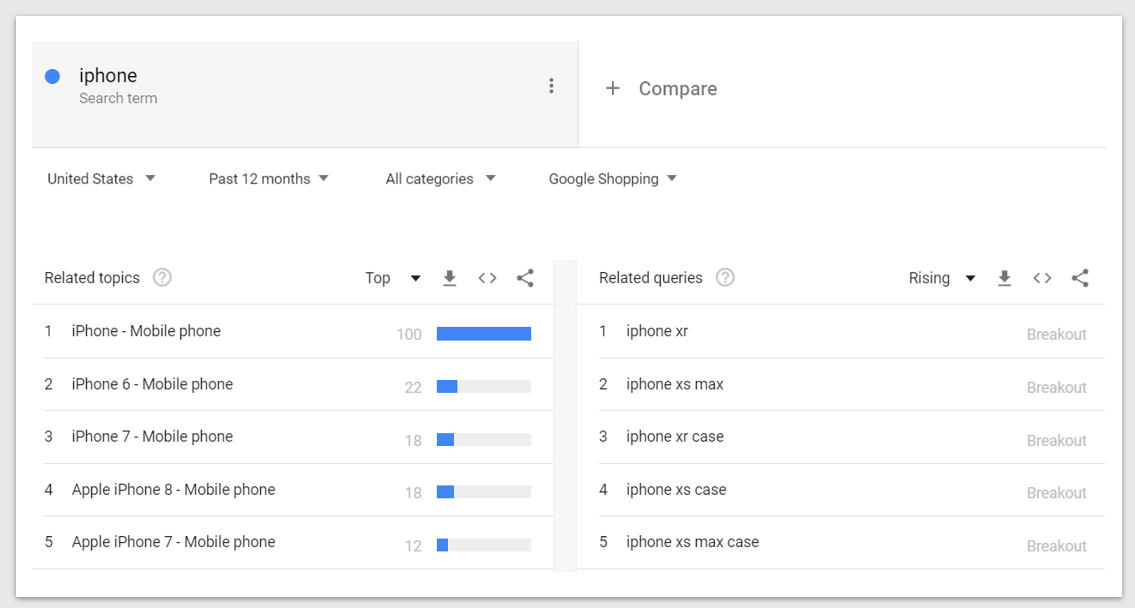 iphone
Search term
+ Compare
United States
Past 12 months
All categories
Google Shopping
Related topics ?
Top
1 iPhone - Mobile phone 100
2 iPhone 6 - Mobile phone 22
3 iPhone 7 - Mobile phone 18
4 Apple iPhone 8 - Mobile phone 18
5 Apple iPhone 7 - Mobile phone 12
Related queries ?
Rising
1 iphone xr Breakout
2 iphone xs max Breakout
3 iphone xr case Breakout
4 iphone xs case Breakout
5 iphone xs max case Breakout